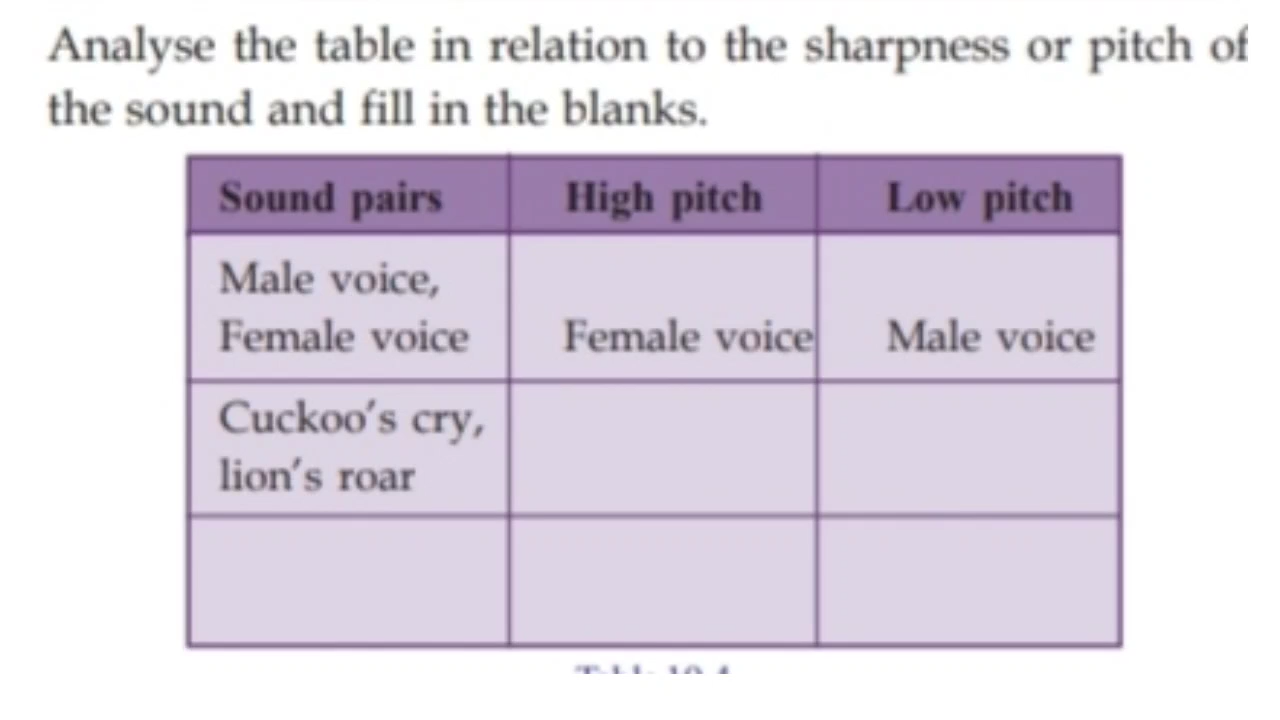 Analyse the table in relation to the sharpness or pitch of
the sound and fill in the blanks.
Sound pairs High pitch Low pitch
Male voice,
Female voice Female voice Male voice
Cuckoo's cry,
lion's roar